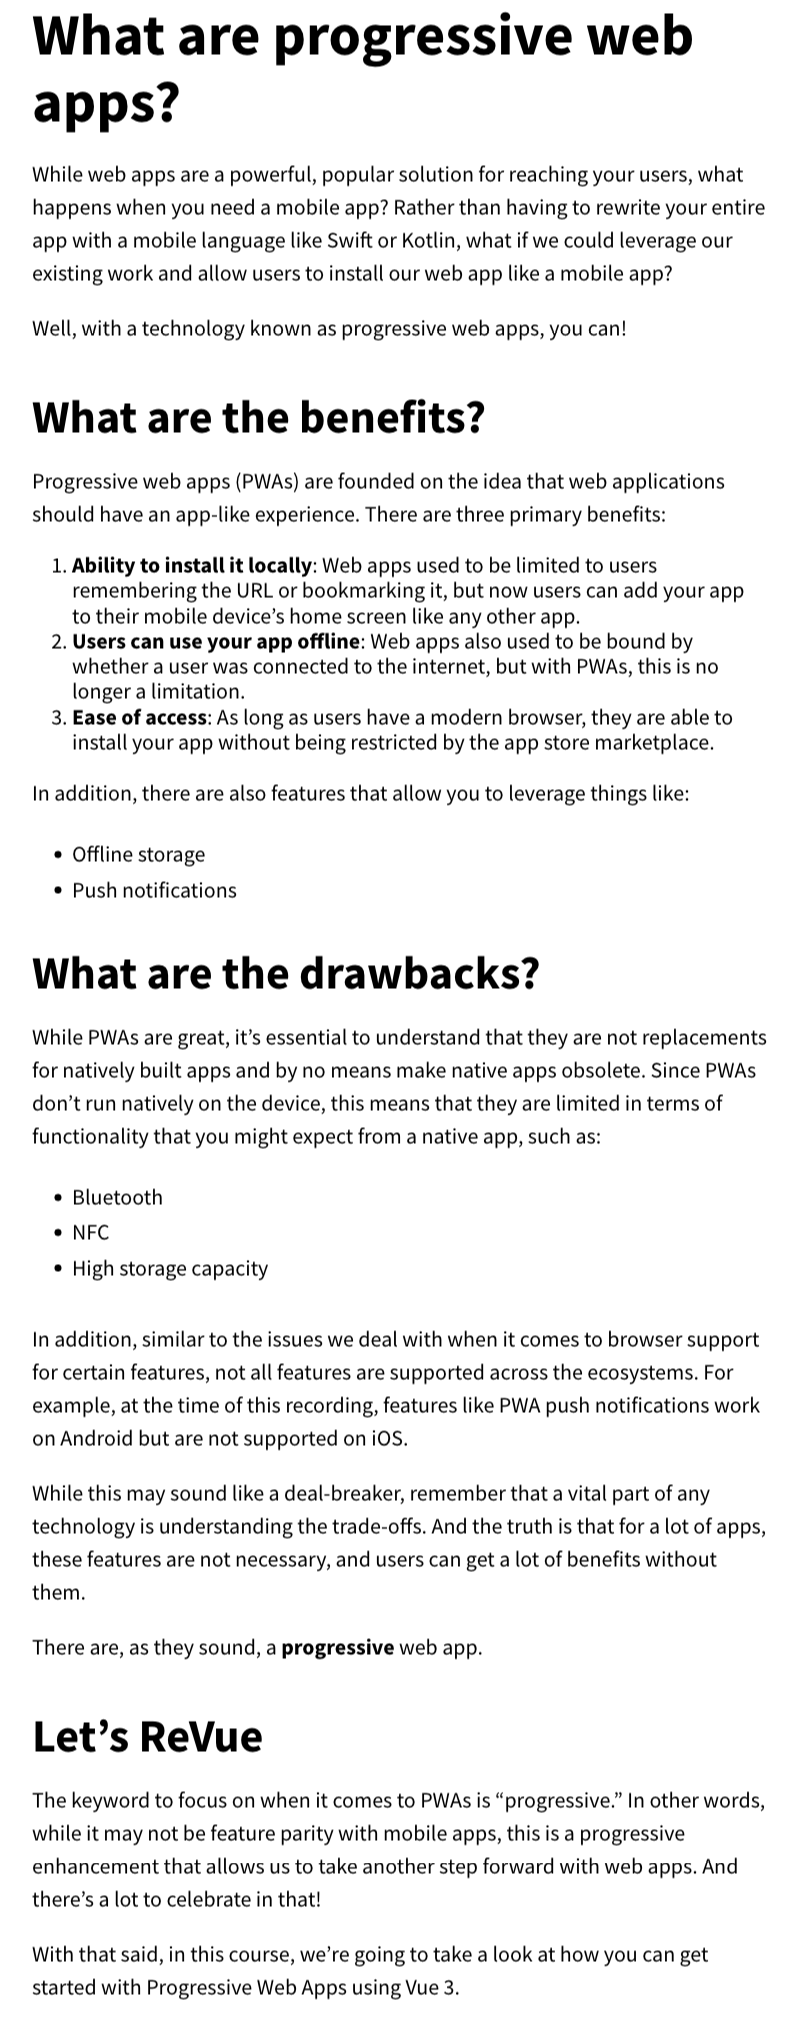 What are progressive web
apps?
While web apps are a powerful, popular solution for reaching your users, what
happens when you need a mobile app? Rather than having to rewrite your entire
app with a mobile language like Swift or Kotlin, what if we could leverage our
existing work and allow users to install our web app like a mobile app?
Well, with a technology known as progressive web apps, you can!
What are the benefits?
Progressive web apps (PWAs) are founded on the idea that web applications
should have an app-like experience. There are three primary benefits:
1. Ability to install it locally: Web apps used to be limited to users
remembering the URL or bookmarking it, but now users can add your app
to their mobile device’s home screen like any other app.
2. Users can use your app offline: Web apps also used to be bound by
whether a user was connected to the internet, but with PWAs, this is no
longer a limitation.
3. Ease of access: As long as users have a modern browser, they are able to
install your app without being restricted by the app store marketplace.
In addition, there are also features that allow you to leverage things like:
• Offline storage
• Push notifications
What are the drawbacks?
While PWAs are great, it’s essential to understand that they are not replacements
for natively built apps and by no means make native apps obsolete. Since PWAs
don’t run natively on the device, this means that they are limited in terms of
functionality that you might expect from a native app, such as:
• Bluetooth
• NFC
• High storage capacity
In addition, similar to the issues we deal with when it comes to browser support
for certain features, not all features are supported across the ecosystems. For
example, at the time of this recording, features like PWA push notifications work
on Android but are not supported on iOS.
While this may sound like a deal-breaker, remember that a vital part of any
technology is understanding the trade-offs. And the truth is that for a lot of apps,
these features are not necessary, and users can get a lot of benefits without
them.
There are, as they sound, a progressive web app.
Let’s ReVue
The keyword to focus on when it comes to PWAs is “progressive.” In other words,
while it may not be feature parity with mobile apps, this is a progressive
enhancement that allows us to take another step forward with web apps. And
there’s a lot to celebrate in that!
With that said, in this course, we’re going to take a look at how you can get
started with Progressive Web Apps using Vue 3.